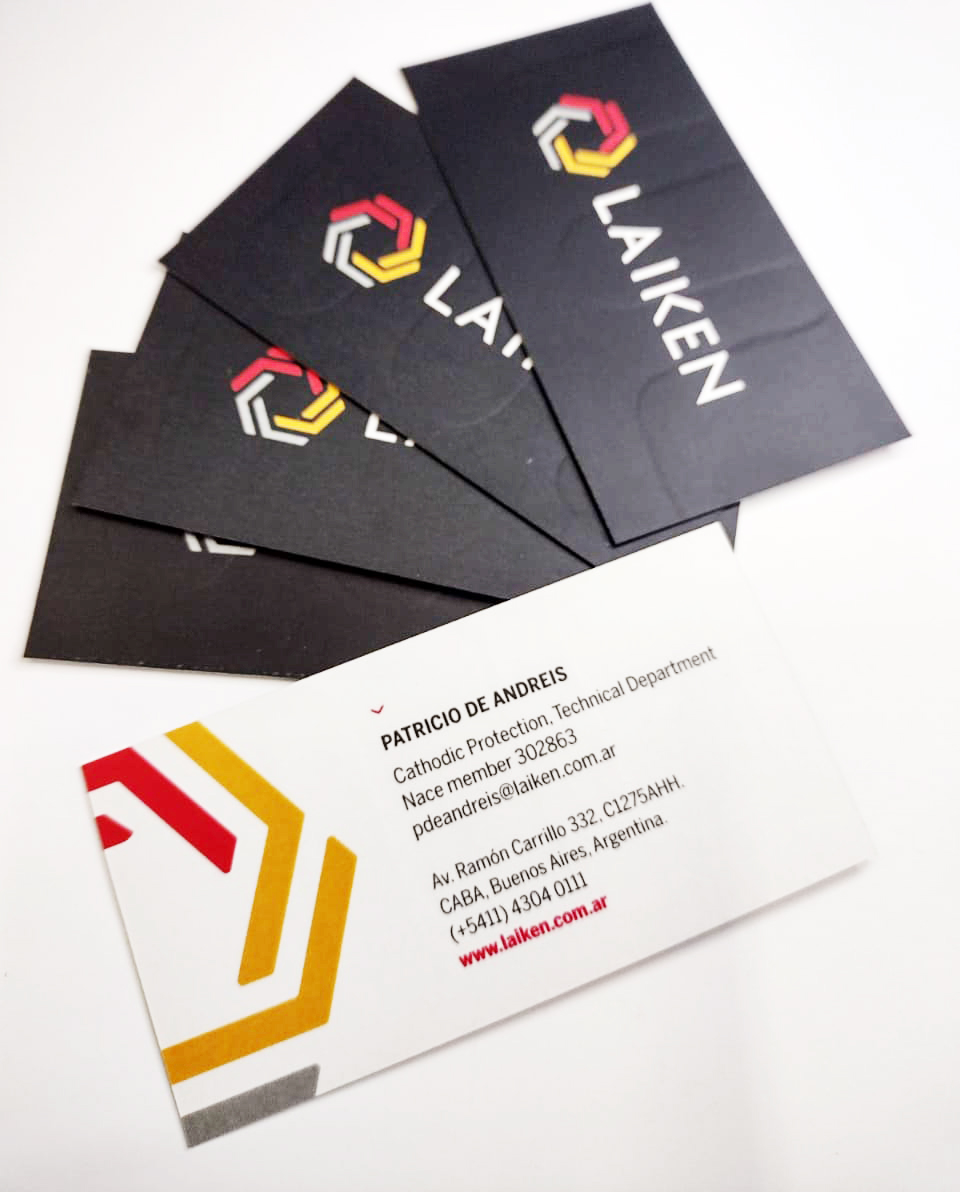 LAIKEN
LAI
L
PATRICIO DE ANDREIS
Cathodic Protection, Technical Department
Nace member 302863
pdeandreis@laiken.com.ar
Av. Ramón Carrillo 332, C1275AHH.
CABA, Buenos Aires, Argentina.
(+5411) 4304 0111
www.laiken.com.ar